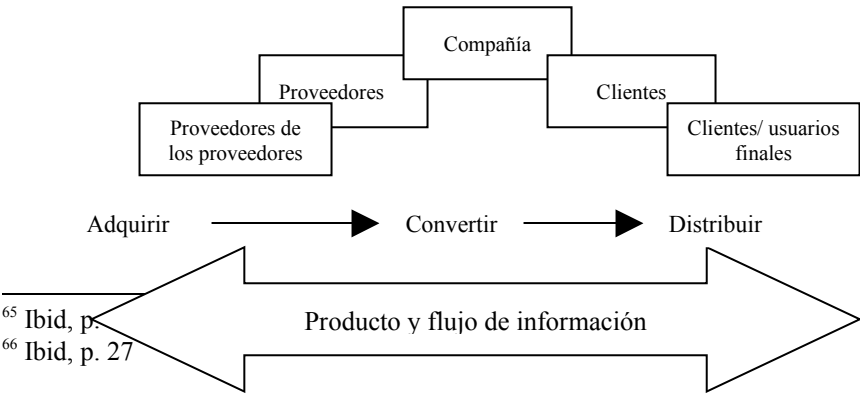 Compañía
Proveedores
Clientes
Proveedores de
los proveedores
Clientes/ usuarios
finales
Adquirir
Convertir
Distribuir
Producto y flujo de información
65 Ibid, p.
66 Ibid, p. 27